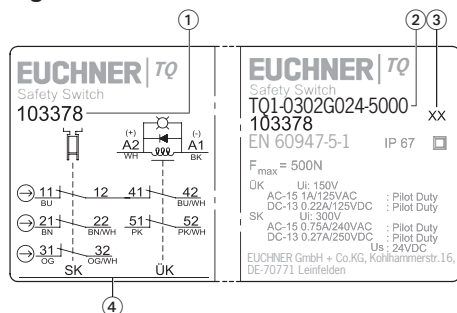 1
2 3
EUCHNER TQ
Safety Switch
103378
(+) (-)
A2 A1
WH BK
11 12 41 42
BU BU/WH
21 22 51 52
BN BN/WH PK PK/WH
31 32
OG OG/WH
SK ÜK
4
EUCHNER TQ
Safety Switch
TQ1-0302G024-5000
103378 XX
EN 60947-5-1 IP 67
Fmax = 500N
ÜK Ui: 150V
AC-15 1A/125VAC : Pilot Duty
DC-13 0.22A/125VDC : Pilot Duty
SK Ui: 300V
AC-15 0.75A/240VAC : Pilot Duty
DC-13 0.27A/250VDC : Pilot Duty
Us : 24VDC
EUCHNER GmbH + Co.KG, Kohlhammerstr.16,
DE-70771 Leinfelden